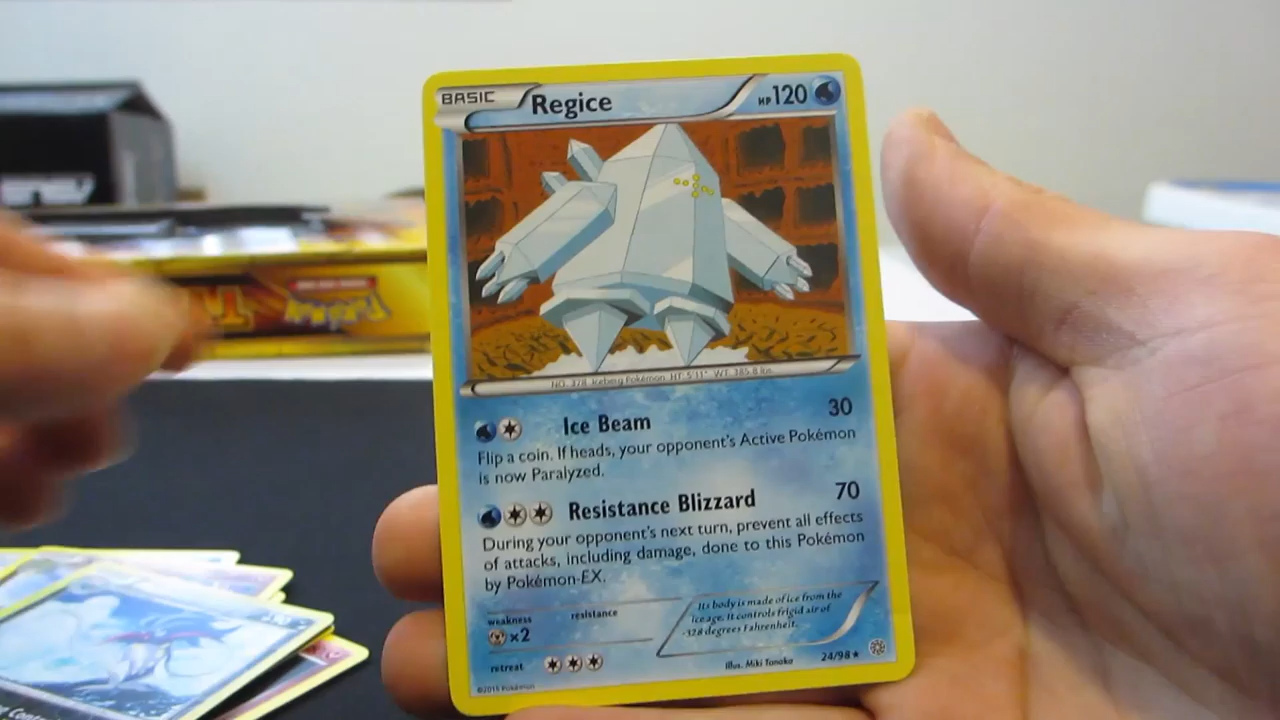 BASIC Regice HP120
NO. 378 Iceberg Pokémon HT: 5'11" WT: 385.8 lbs.
Ice Beam 30
Flip a coin. If heads, your opponent's Active Pokémon
is now Paralyzed.
Resistance Blizzard 70
During your opponent's next turn, prevent all effects
of attacks, including damage, done to this Pokémon
by Pokémon-EX.
weakness resistance
×2
Its body is made of ice from the
ice age. It controls frigid air of
-328 degrees Fahrenheit.
retreat
Illus. Miki Tanaka 24/98★
©2015 Pokémon
Pokémon